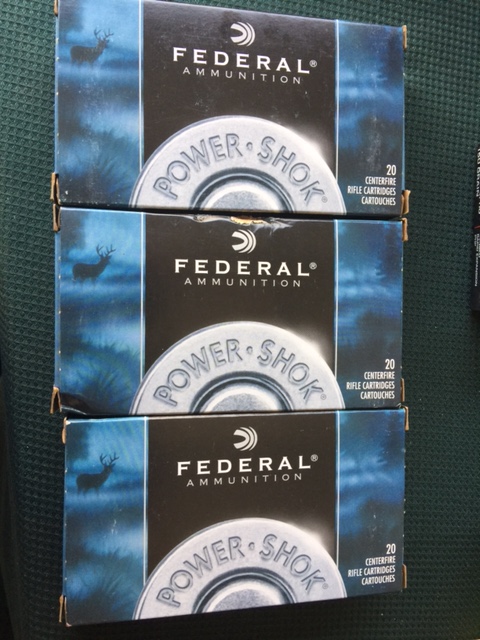 FEDERAL®
AMMUNITION
POWER·SHOK®
20
CENTERFIRE
RIFLE CARTRIDGES
CARTOUCHES
FEDERAL®
AMMUNITION
POWER·SHOK®
20
CENTERFIRE
RIFLE CARTRIDGES
CARTOUCHES
FEDERAL®
AMMUNITION
POWER·SHOK®
20
CENTERFIRE
RIFLE CARTRIDGES
CARTOUCHES